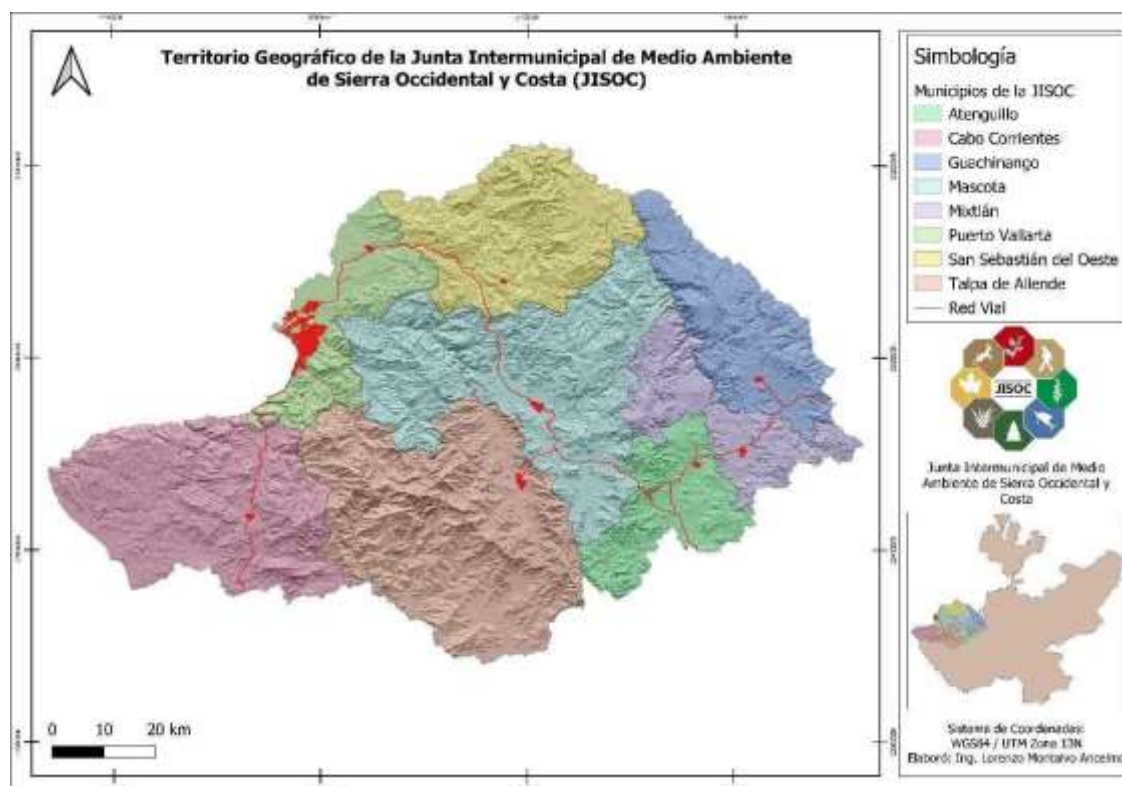 Territorio Geográfico de la Junta Intermunicipal de Medio Ambiente
de Sierra Occidental y Costa (JISOC)
Simbología
Municipios de la JISOC
Atenguillo
Cabo Corrientes
Guachinango
Mascota
Mixtlán
Puerto Vallarta
San Sebastián del Oeste
Talpa de Allende
Red Vial
JISOC
Junta Intermunicipal de Medio
Ambiente de Sierra Occidental y
Costa
0 10 20 km
Sistema de Coordenadas:
WGS84 / UTM Zone 13N
Elaboró: Ing. Lorenzo Montalvo Ancelmo